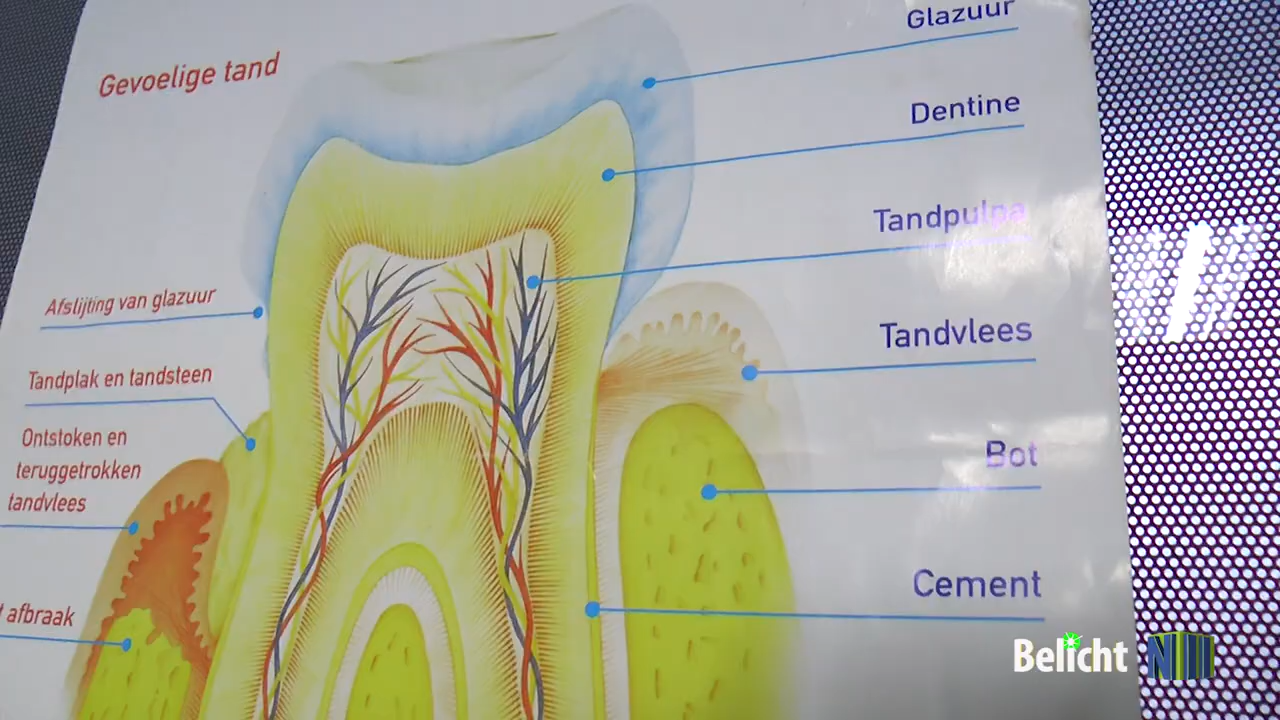 Gevoelige tand
Afslijting van glazuur
Tandplak en tandsteen
Ontstoken en
teruggetrokken
tandvlees
afbraak
Glazuur
Dentine
Tandpulpa
Tandvlees
Bot
Cement
Belicht N